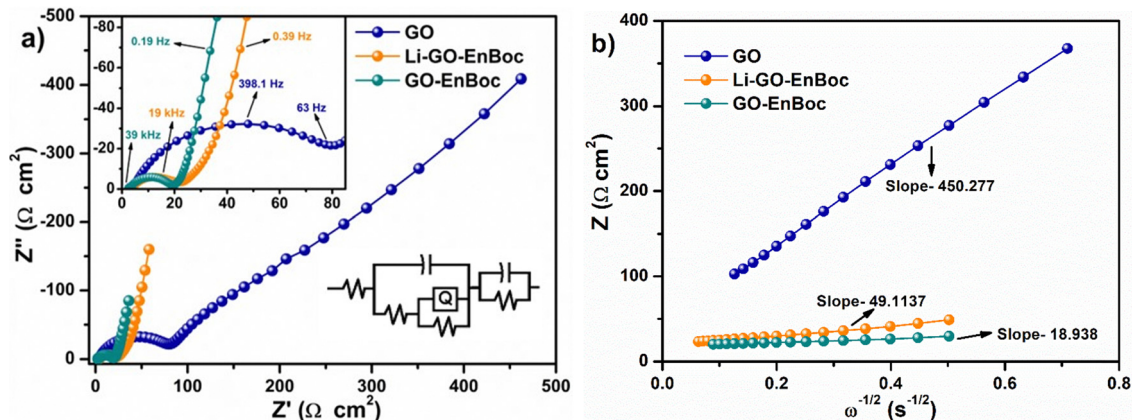 a)
Z'' (Ω cm²)
-500
-400
-300
-200
-100
0
0 100 200 300 400 500
Z' (Ω cm²)
-80
-60
-40
-20
0
0 20 40 60 80
0.19 Hz
0.39 Hz
19 kHz
398.1 Hz
63 Hz
39 kHz
GO
Li-GO-EnBoc
GO-EnBoc
Q
b)
Z (Ω cm²)
400
300
200
100
0
0.0 0.2 0.4 0.6 0.8
ω⁻¹/² (s⁻¹/²)
GO
Li-GO-EnBoc
GO-EnBoc
Slope- 450.277
Slope- 49.1137
Slope- 18.938